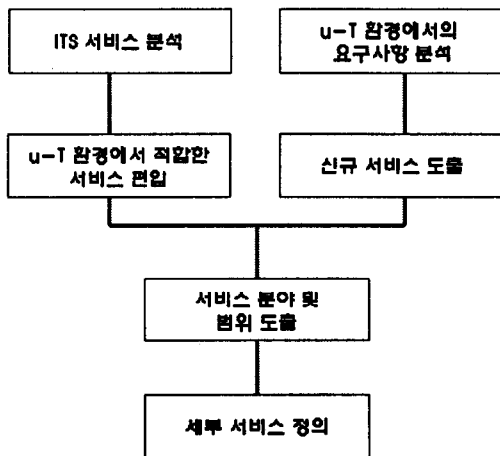 ITS 서비스 분석
u-T 환경에서의
요구사항 분석
u-T 환경에서 적합한
서비스 편입
신규 서비스 도출
서비스 분야 및
범위 도출
세부 서비스 정의